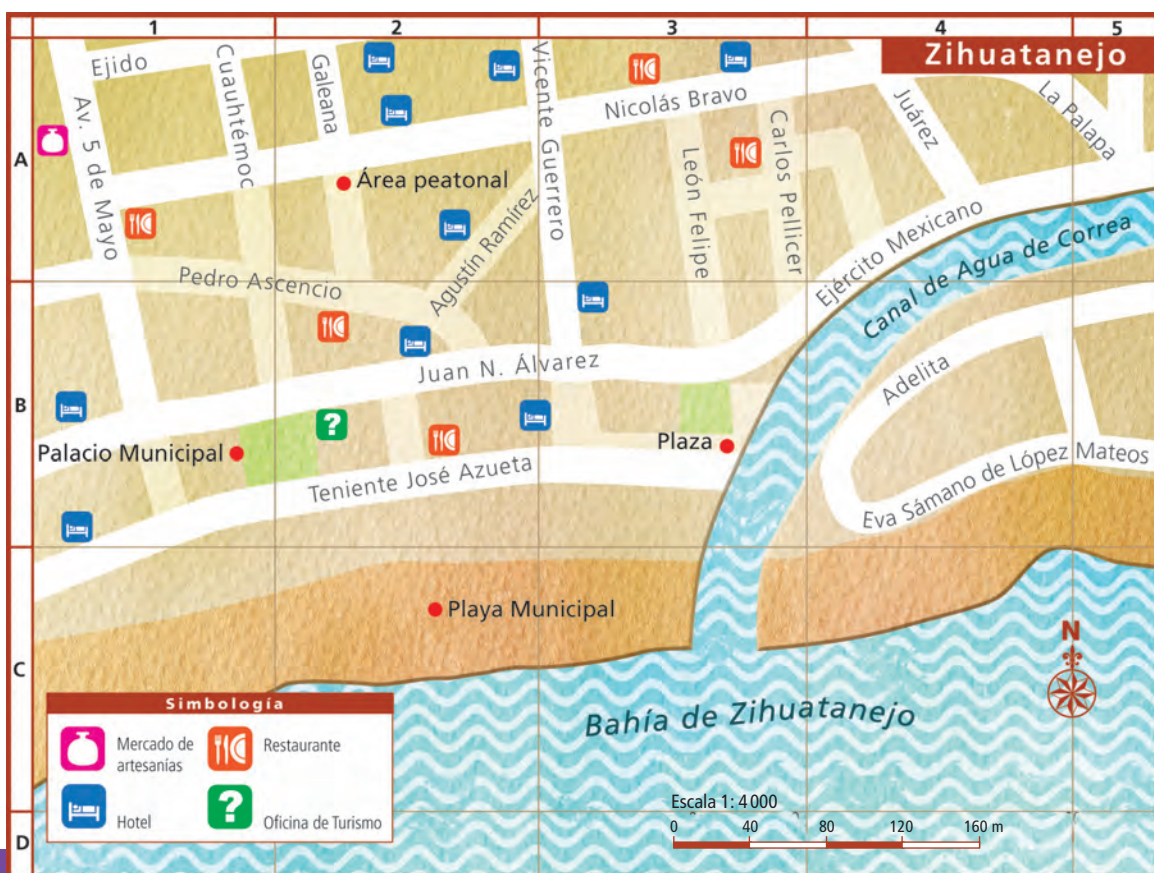 1 2 3 4 5
Zihuatanejo
A
B
C
D
Ejido
Av. 5 de Mayo
Cuauhtémoc
Galeana
Vicente Guerrero
Nicolás Bravo
Juárez
La Palapa
Área peatonal
Agustín Ramírez
León Felipe
Carlos Pellicer
Ejército Mexicano
Canal de Agua de Correa
Pedro Ascencio
Juan N. Álvarez
Adelita
?
Palacio Municipal
Plaza
Teniente José Azueta
Eva Sámano de López Mateos
Playa Municipal
N
Bahía de Zihuatanejo
Simbología
Mercado de
artesanías
Restaurante
Hotel
?
Oficina de Turismo
Escala 1: 4 000
0 40 80 120 160 m